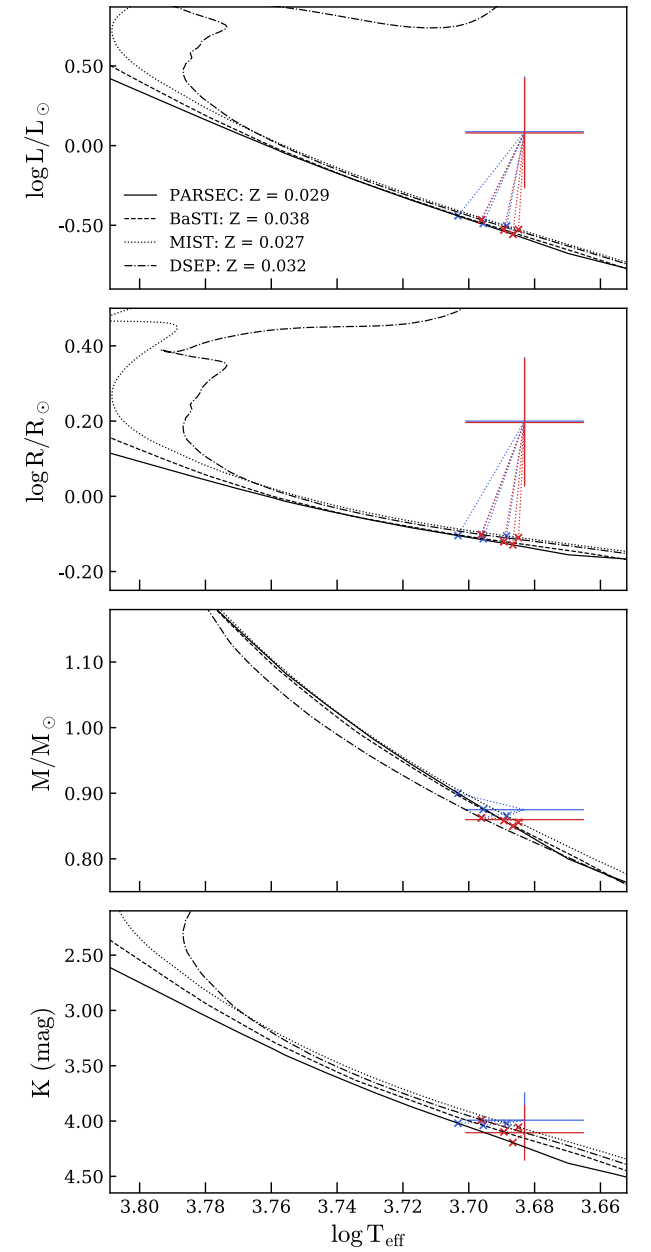 log L/L⊙
0.50
0.00
-0.50
PARSEC: Z = 0.029
BaSTI: Z = 0.038
MIST: Z = 0.027
DSEP: Z = 0.032
log R/R⊙
0.40
0.20
0.00
-0.20
M/M⊙
1.10
1.00
0.90
0.80
K (mag)
2.50
3.00
3.50
4.00
4.50
3.80 3.78 3.76 3.74 3.72 3.70 3.68 3.66
log Teff